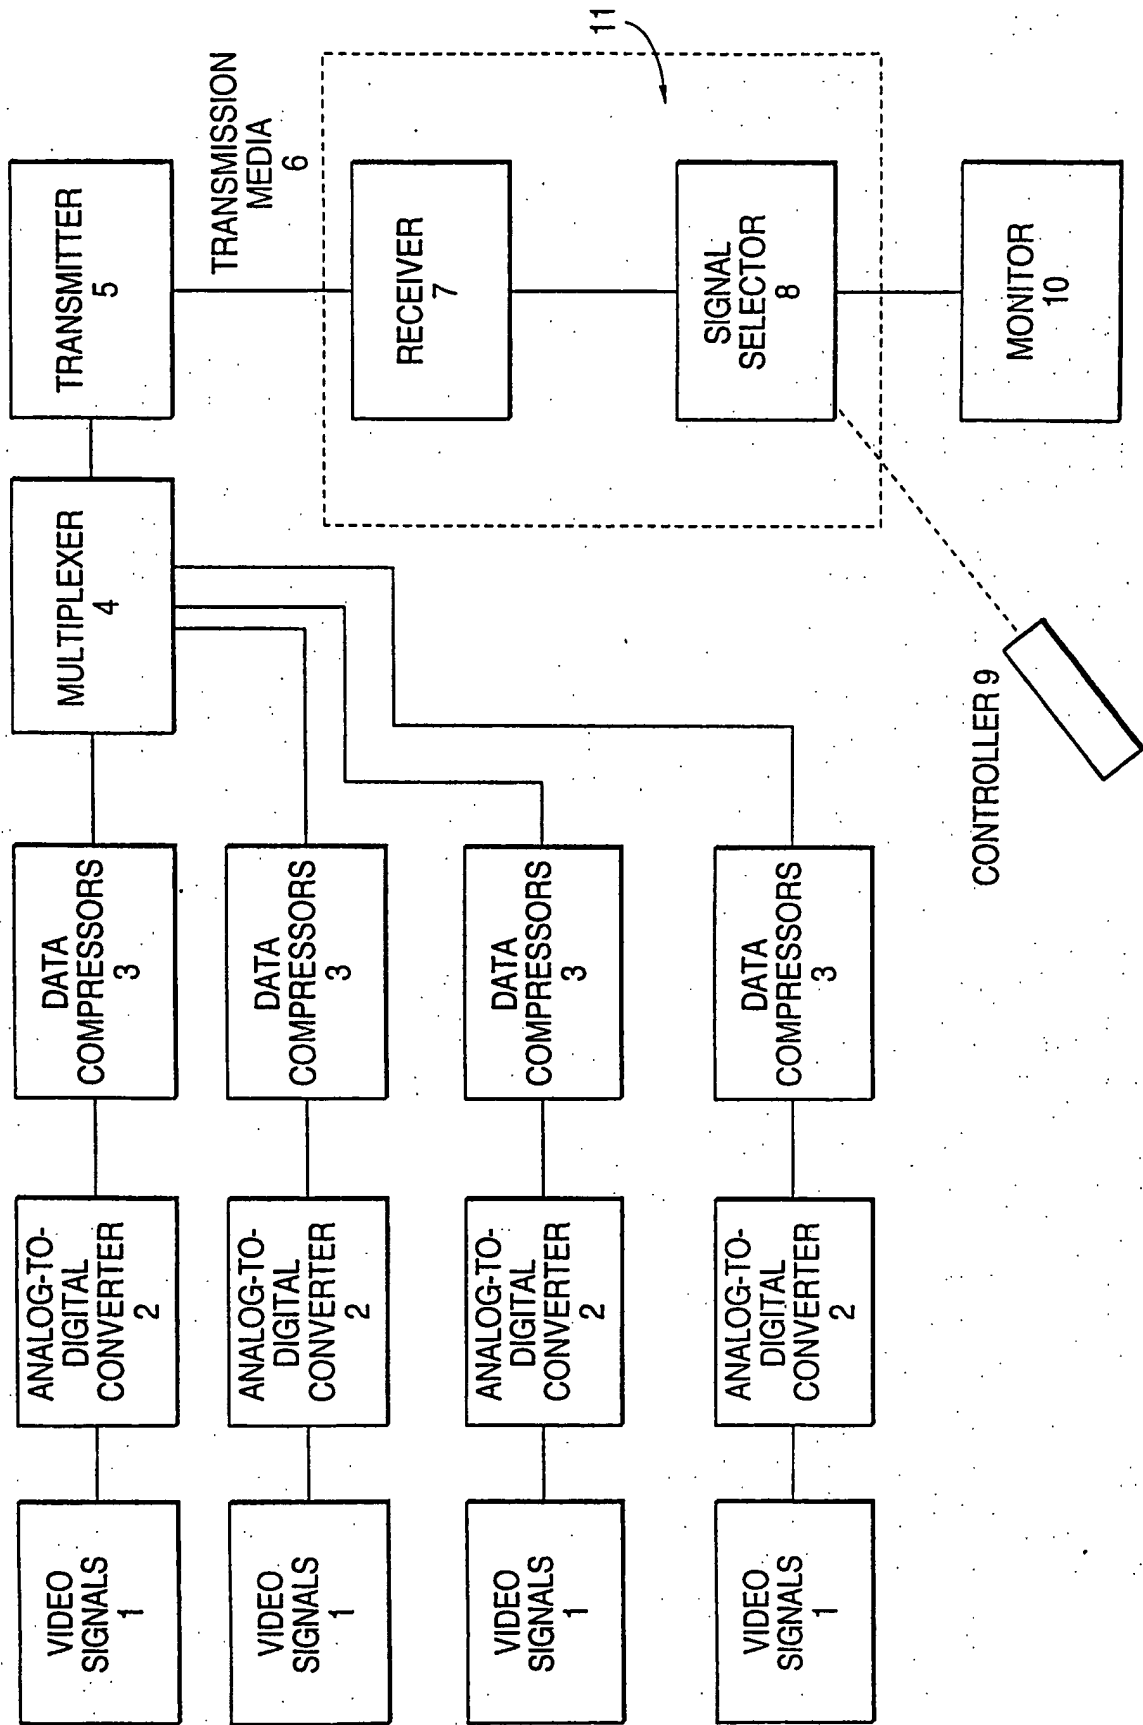 VIDEO
SIGNALS
1
ANALOG-TO-
DIGITAL
CONVERTER
2
DATA
COMPRESSORS
3
MULTIPLEXER
4
TRANSMITTER
5
VIDEO
SIGNALS
1
ANALOG-TO-
DIGITAL
CONVERTER
2
DATA
COMPRESSORS
3
VIDEO
SIGNALS
1
ANALOG-TO-
DIGITAL
CONVERTER
2
DATA
COMPRESSORS
3
VIDEO
SIGNALS
1
ANALOG-TO-
DIGITAL
CONVERTER
2
DATA
COMPRESSORS
3
TRANSMISSION
MEDIA
6
11
RECEIVER
7
SIGNAL
SELECTOR
8
CONTROLLER 9
MONITOR
10